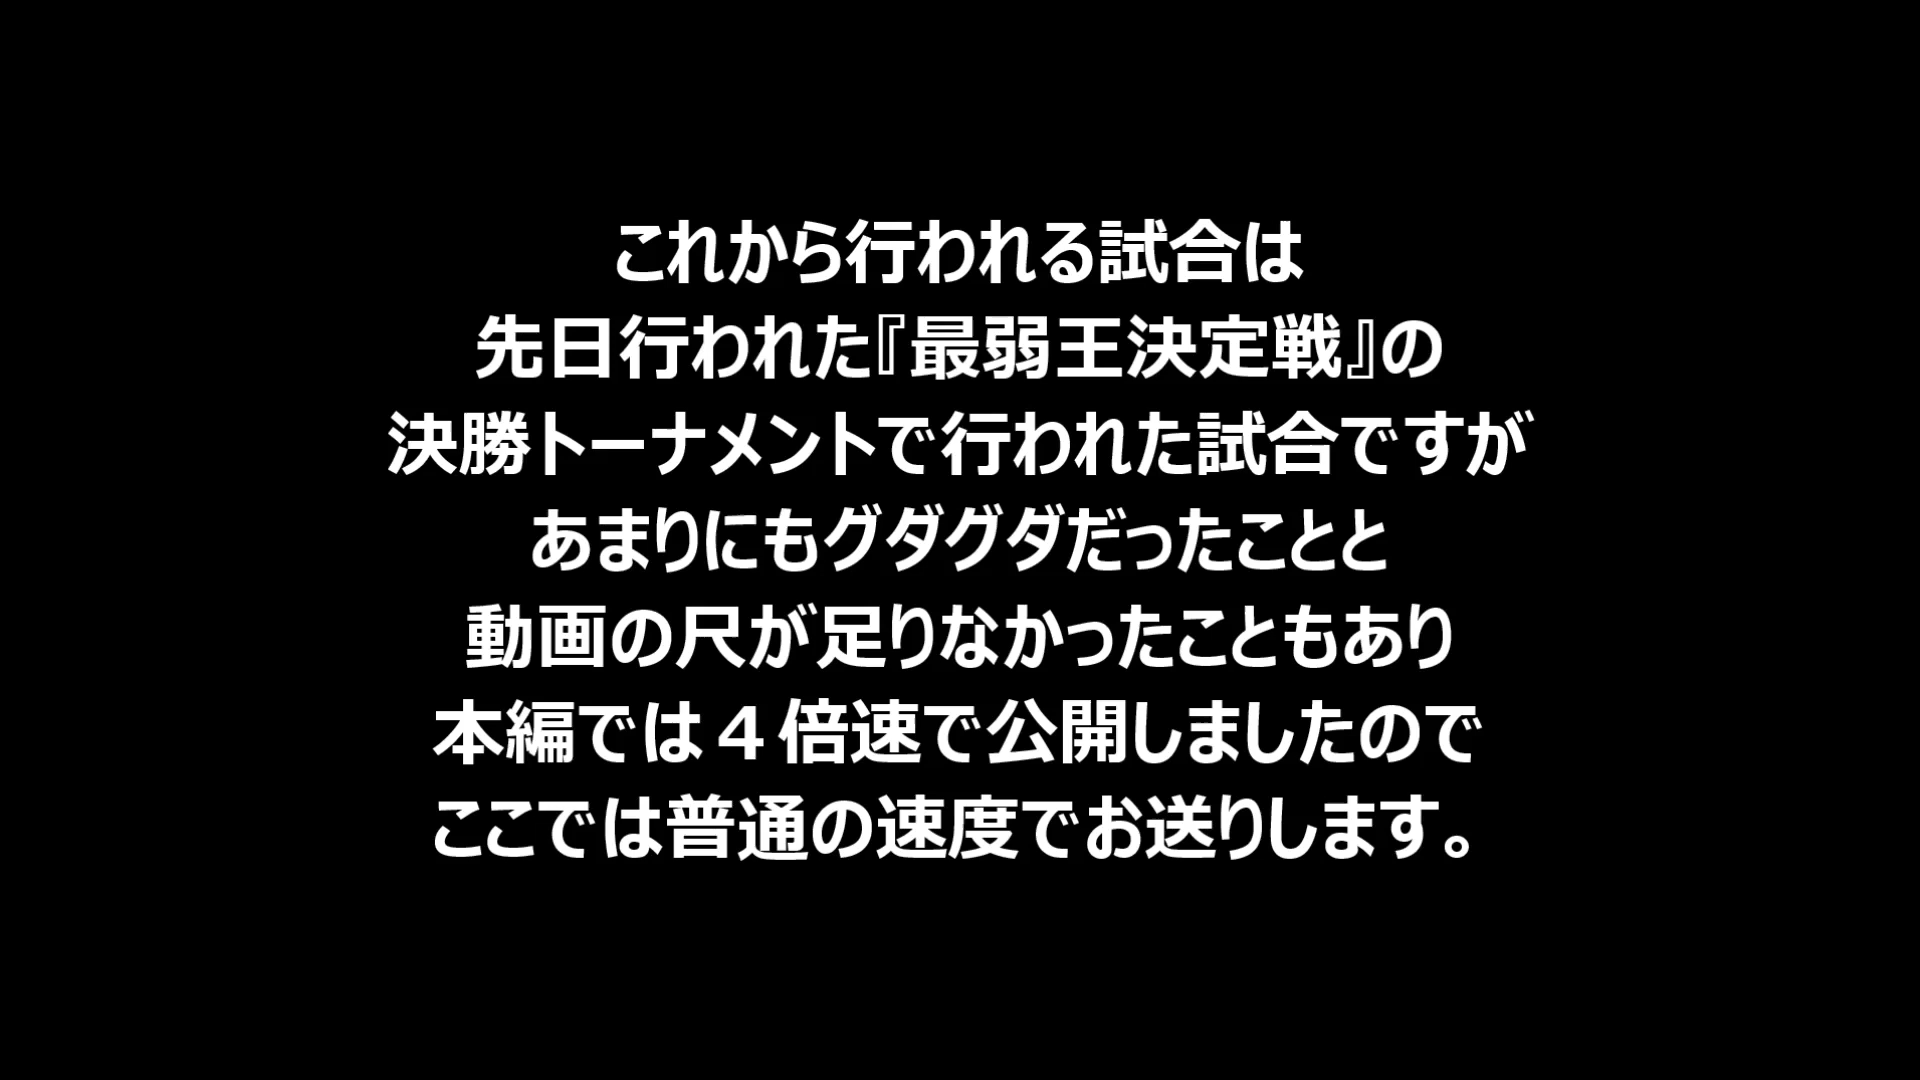 これから行われる試合は
先日行われた『最弱王決定戦』の
決勝トーナメントで行われた試合ですが
あまりにもグダグダだったことと
動画の尺が足りなかったこともあり
本編では４倍速で公開しましたので
ここでは普通の速度でお送りします。